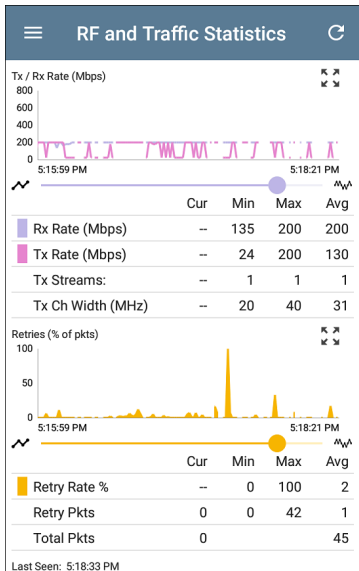 RF and Traffic Statistics
Tx / Rx Rate (Mbps)
800
600
400
200
0
5:15:59 PM 5:18:21 PM
Cur Min Max Avg
Rx Rate (Mbps) -- 135 200 200
Tx Rate (Mbps) -- 24 200 130
Tx Streams: -- 1 1 1
Tx Ch Width (MHz) -- 20 40 31
Retries (% of pkts)
100
50
0
5:15:59 PM 5:18:21 PM
Cur Min Max Avg
Retry Rate % -- 0 100 2
Retry Pkts 0 0 42 1
Total Pkts 0 45
Last Seen: 5:18:33 PM